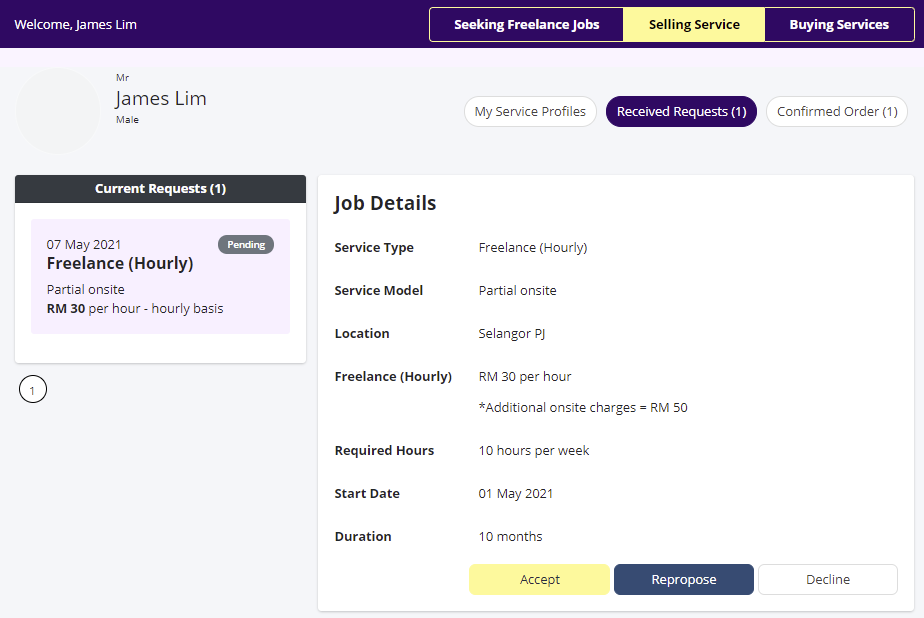 Welcome, James Lim
Seeking Freelance Jobs
Selling Service
Buying Services
Mr
James Lim
Male
My Service Profiles
Received Requests (1)
Confirmed Order (1)
Current Requests (1)
07 May 2021
Pending
Freelance (Hourly)
Partial onsite
RM 30 per hour - hourly basis
1
Job Details
Service Type Freelance (Hourly)
Service Model Partial onsite
Location Selangor PJ
Freelance (Hourly) RM 30 per hour
*Additional onsite charges = RM 50
Required Hours 10 hours per week
Start Date 01 May 2021
Duration 10 months
Accept
Repropose
Decline